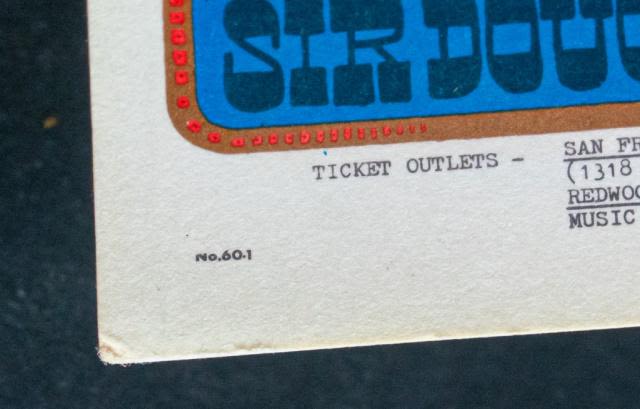 SIR DOUG
TICKET OUTLETS — SAN FR
(1318
REDWOO
MUSIC
No.60-1